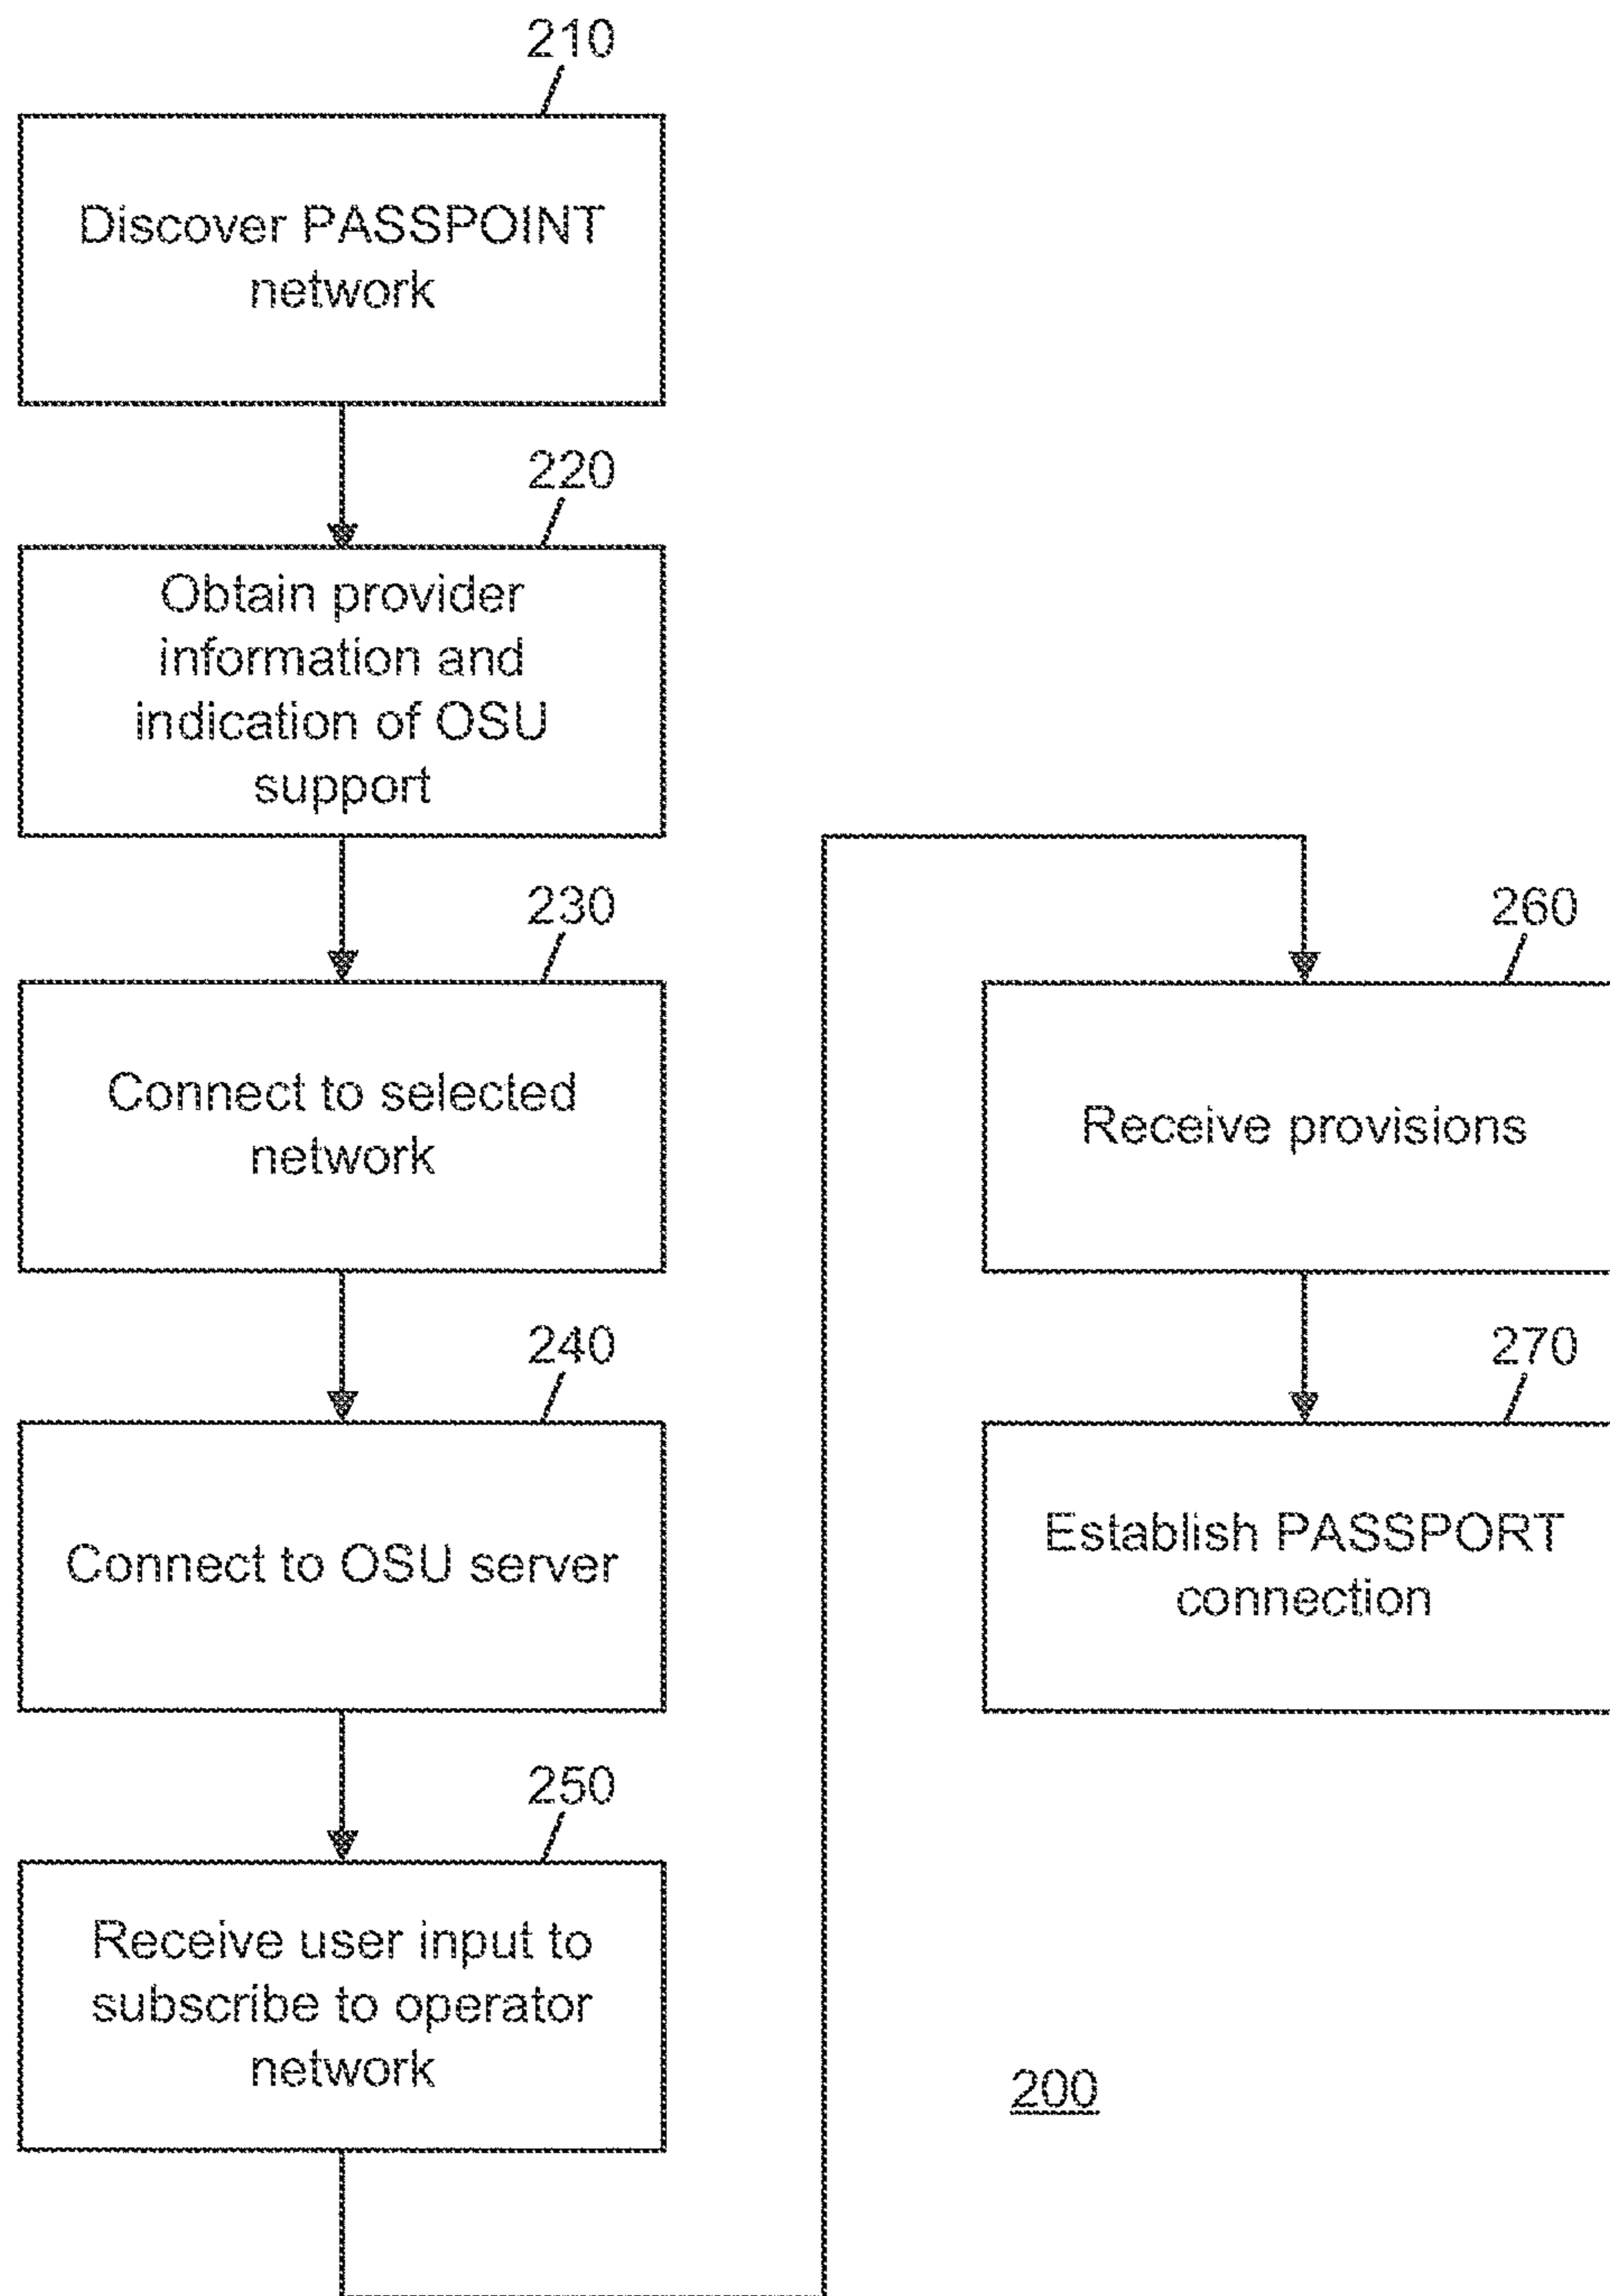 210
Discover PASSPOINT
network
220
Obtain provider
information and
indication of OSU
support
230
Connect to selected
network
240
Connect to OSU server
250
Receive user input to
subscribe to operator
network
260
Receive provisions
270
Establish PASSPORT
connection
200